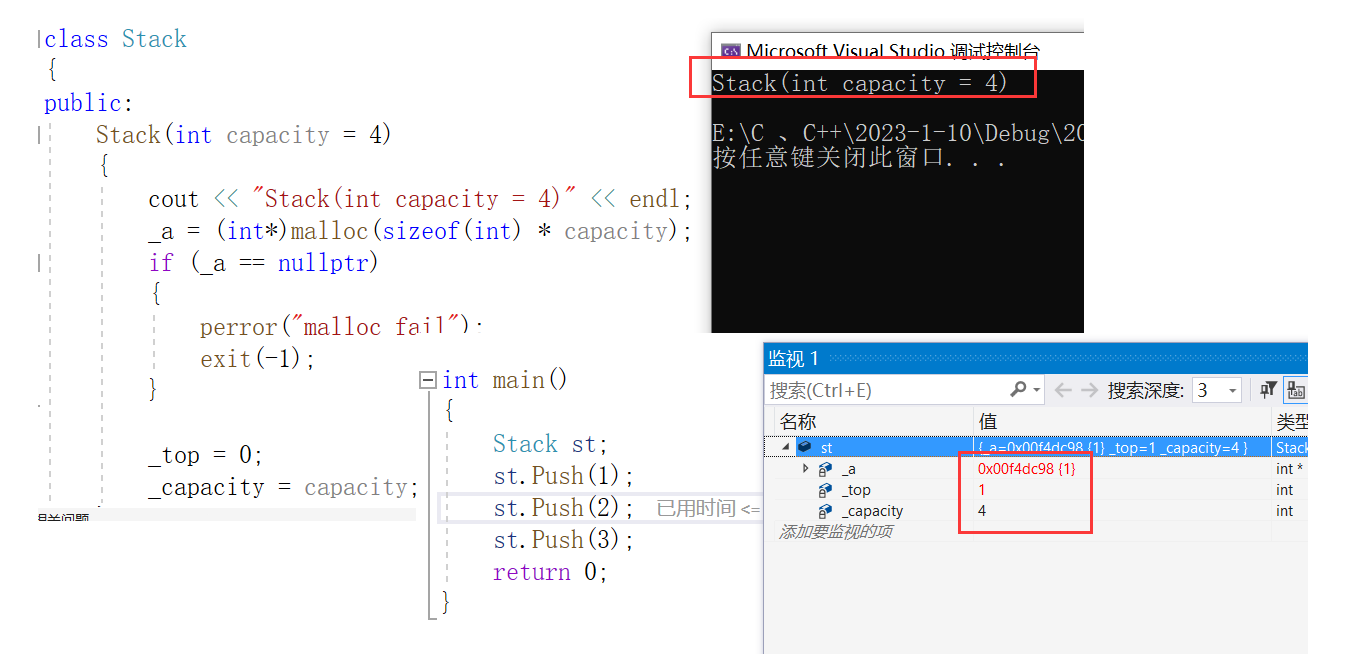 class Stack
{
public:
Stack(int capacity = 4)
{
cout << "Stack(int capacity = 4)" << endl;
_a = (int*)malloc(sizeof(int) * capacity);
if (_a == nullptr)
{
perror("malloc fail");
exit(-1);
}
_top = 0;
_capacity = capacity;
相关问题
Microsoft Visual Studio 调试控制台
Stack(int capacity = 4)
E:\C 、C++\2023-1-10\Debug\20
按任意键关闭此窗口. . .
int main()
{
Stack st;
st.Push(1);
st.Push(2); 已用时间 <=
st.Push(3);
return 0;
}
监视 1
搜索(Ctrl+E) 搜索深度: 3
名称 值 类型
st {_a=0x00f4dc98 {1} _top=1 _capacity=4 } Stack
_a 0x00f4dc98 {1} int *
_top 1 int
_capacity 4 int
添加要监视的项